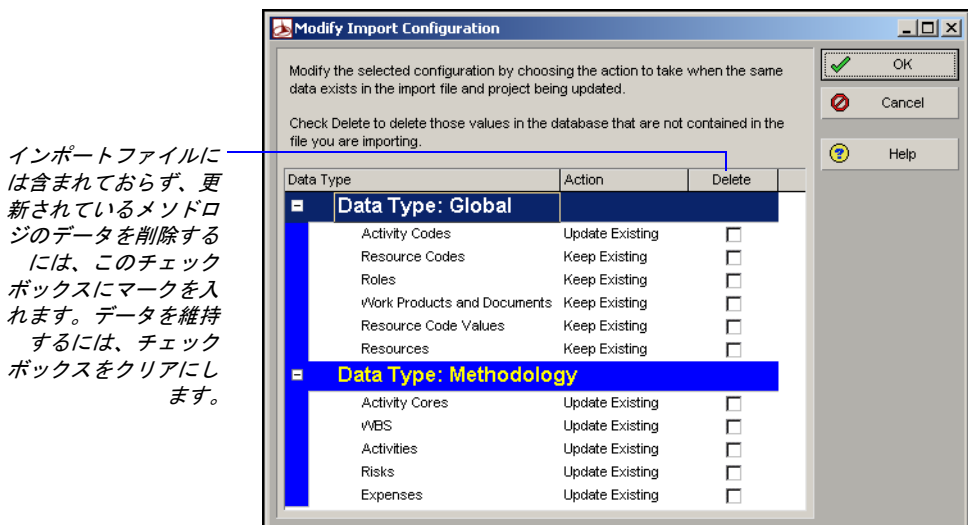 Modify Import Configuration
Modify the selected configuration by choosing the action to take when the same
data exists in the import file and project being updated.
Check Delete to delete those values in the database that are not contained in the
file you are importing.
OK
Cancel
Help
インポートファイルに
は含まれておらず、更
新されているメソドロ
ジのデータを削除する
には、このチェック
ボックスにマークを入
れます。データを維持
するには、チェック
ボックスをクリアにし
ます。
Data Type Action Delete
Data Type: Global
Activity Codes Update Existing
Resource Codes Keep Existing
Roles Keep Existing
Work Products and Documents Keep Existing
Resource Code Values Keep Existing
Resources Keep Existing
Data Type: Methodology
Activity Cores Update Existing
WBS Update Existing
Activities Update Existing
Risks Update Existing
Expenses Update Existing